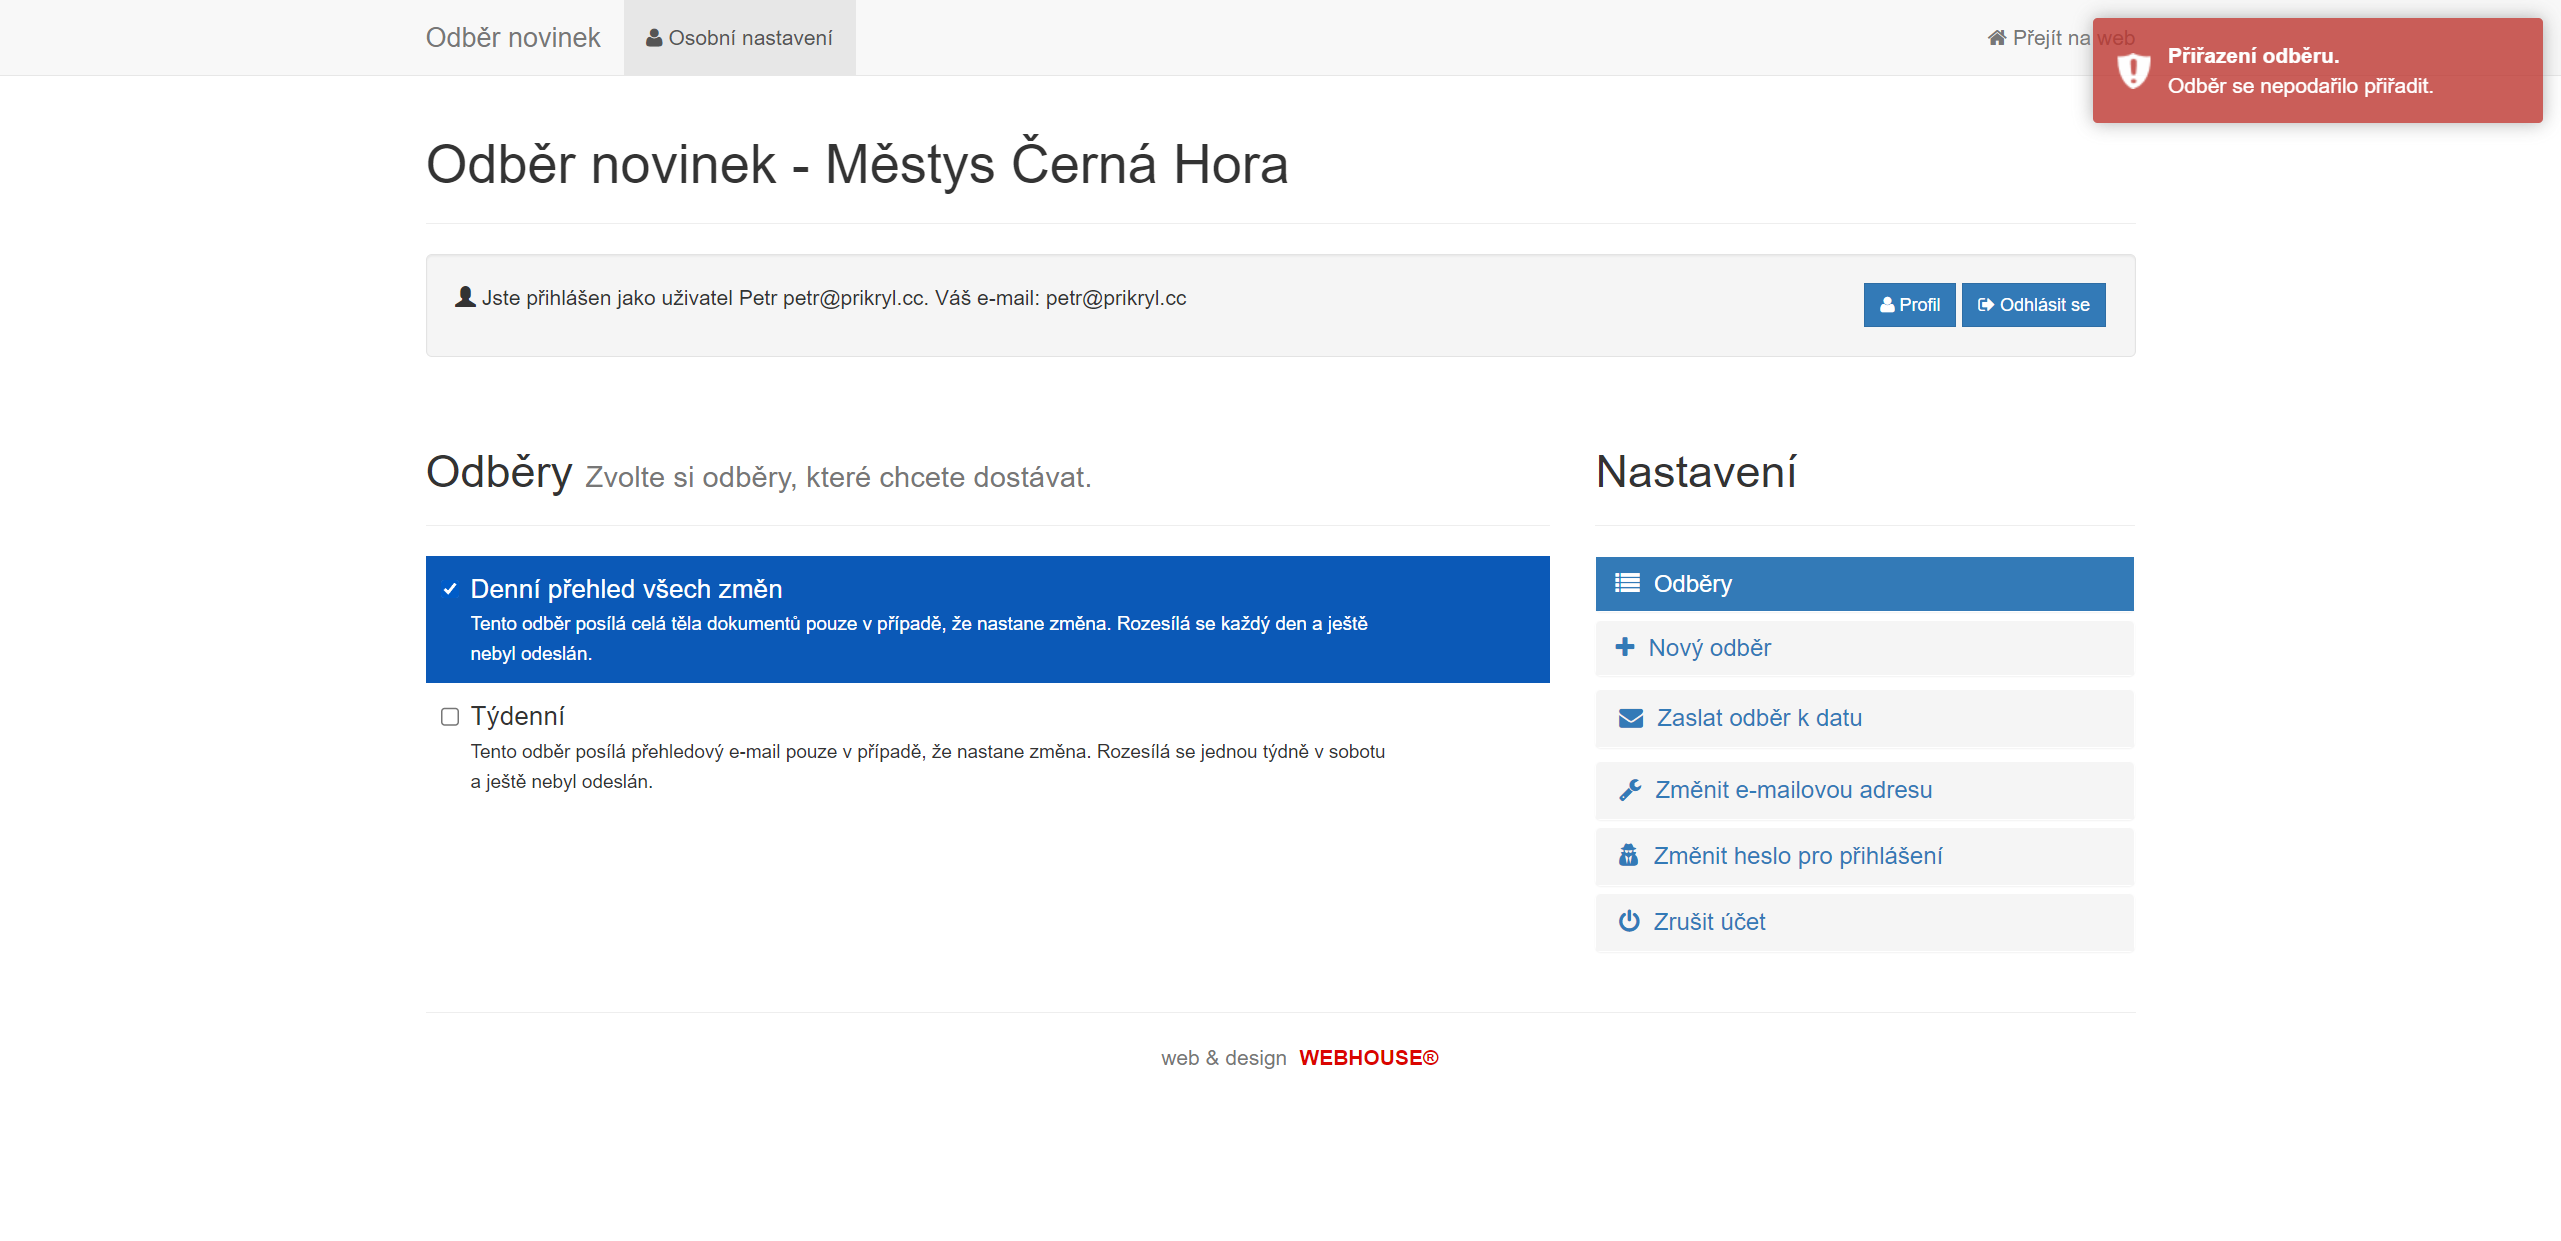 Odběr novinek
Osobní nastavení
Přejít na web
Přiřazení odběru.
Odběr se nepodařilo přiřadit.
Odběr novinek - Městys Černá Hora
Jste přihlášen jako uživatel Petr petr@prikryl.cc. Váš e-mail: petr@prikryl.cc
Profil
Odhlásit se
Odběry Zvolte si odběry, které chcete dostávat.
Denní přehled všech změn
Tento odběr posílá celá těla dokumentů pouze v případě, že nastane změna. Rozesílá se každý den a ještě
nebyl odeslán.
Týdenní
Tento odběr posílá přehledový e-mail pouze v případě, že nastane změna. Rozesílá se jednou týdně v sobotu
a ještě nebyl odeslán.
Nastavení
Odběry
Nový odběr
Zaslat odběr k datu
Změnit e-mailovou adresu
Změnit heslo pro přihlášení
Zrušit účet
web & design WEBHOUSE®